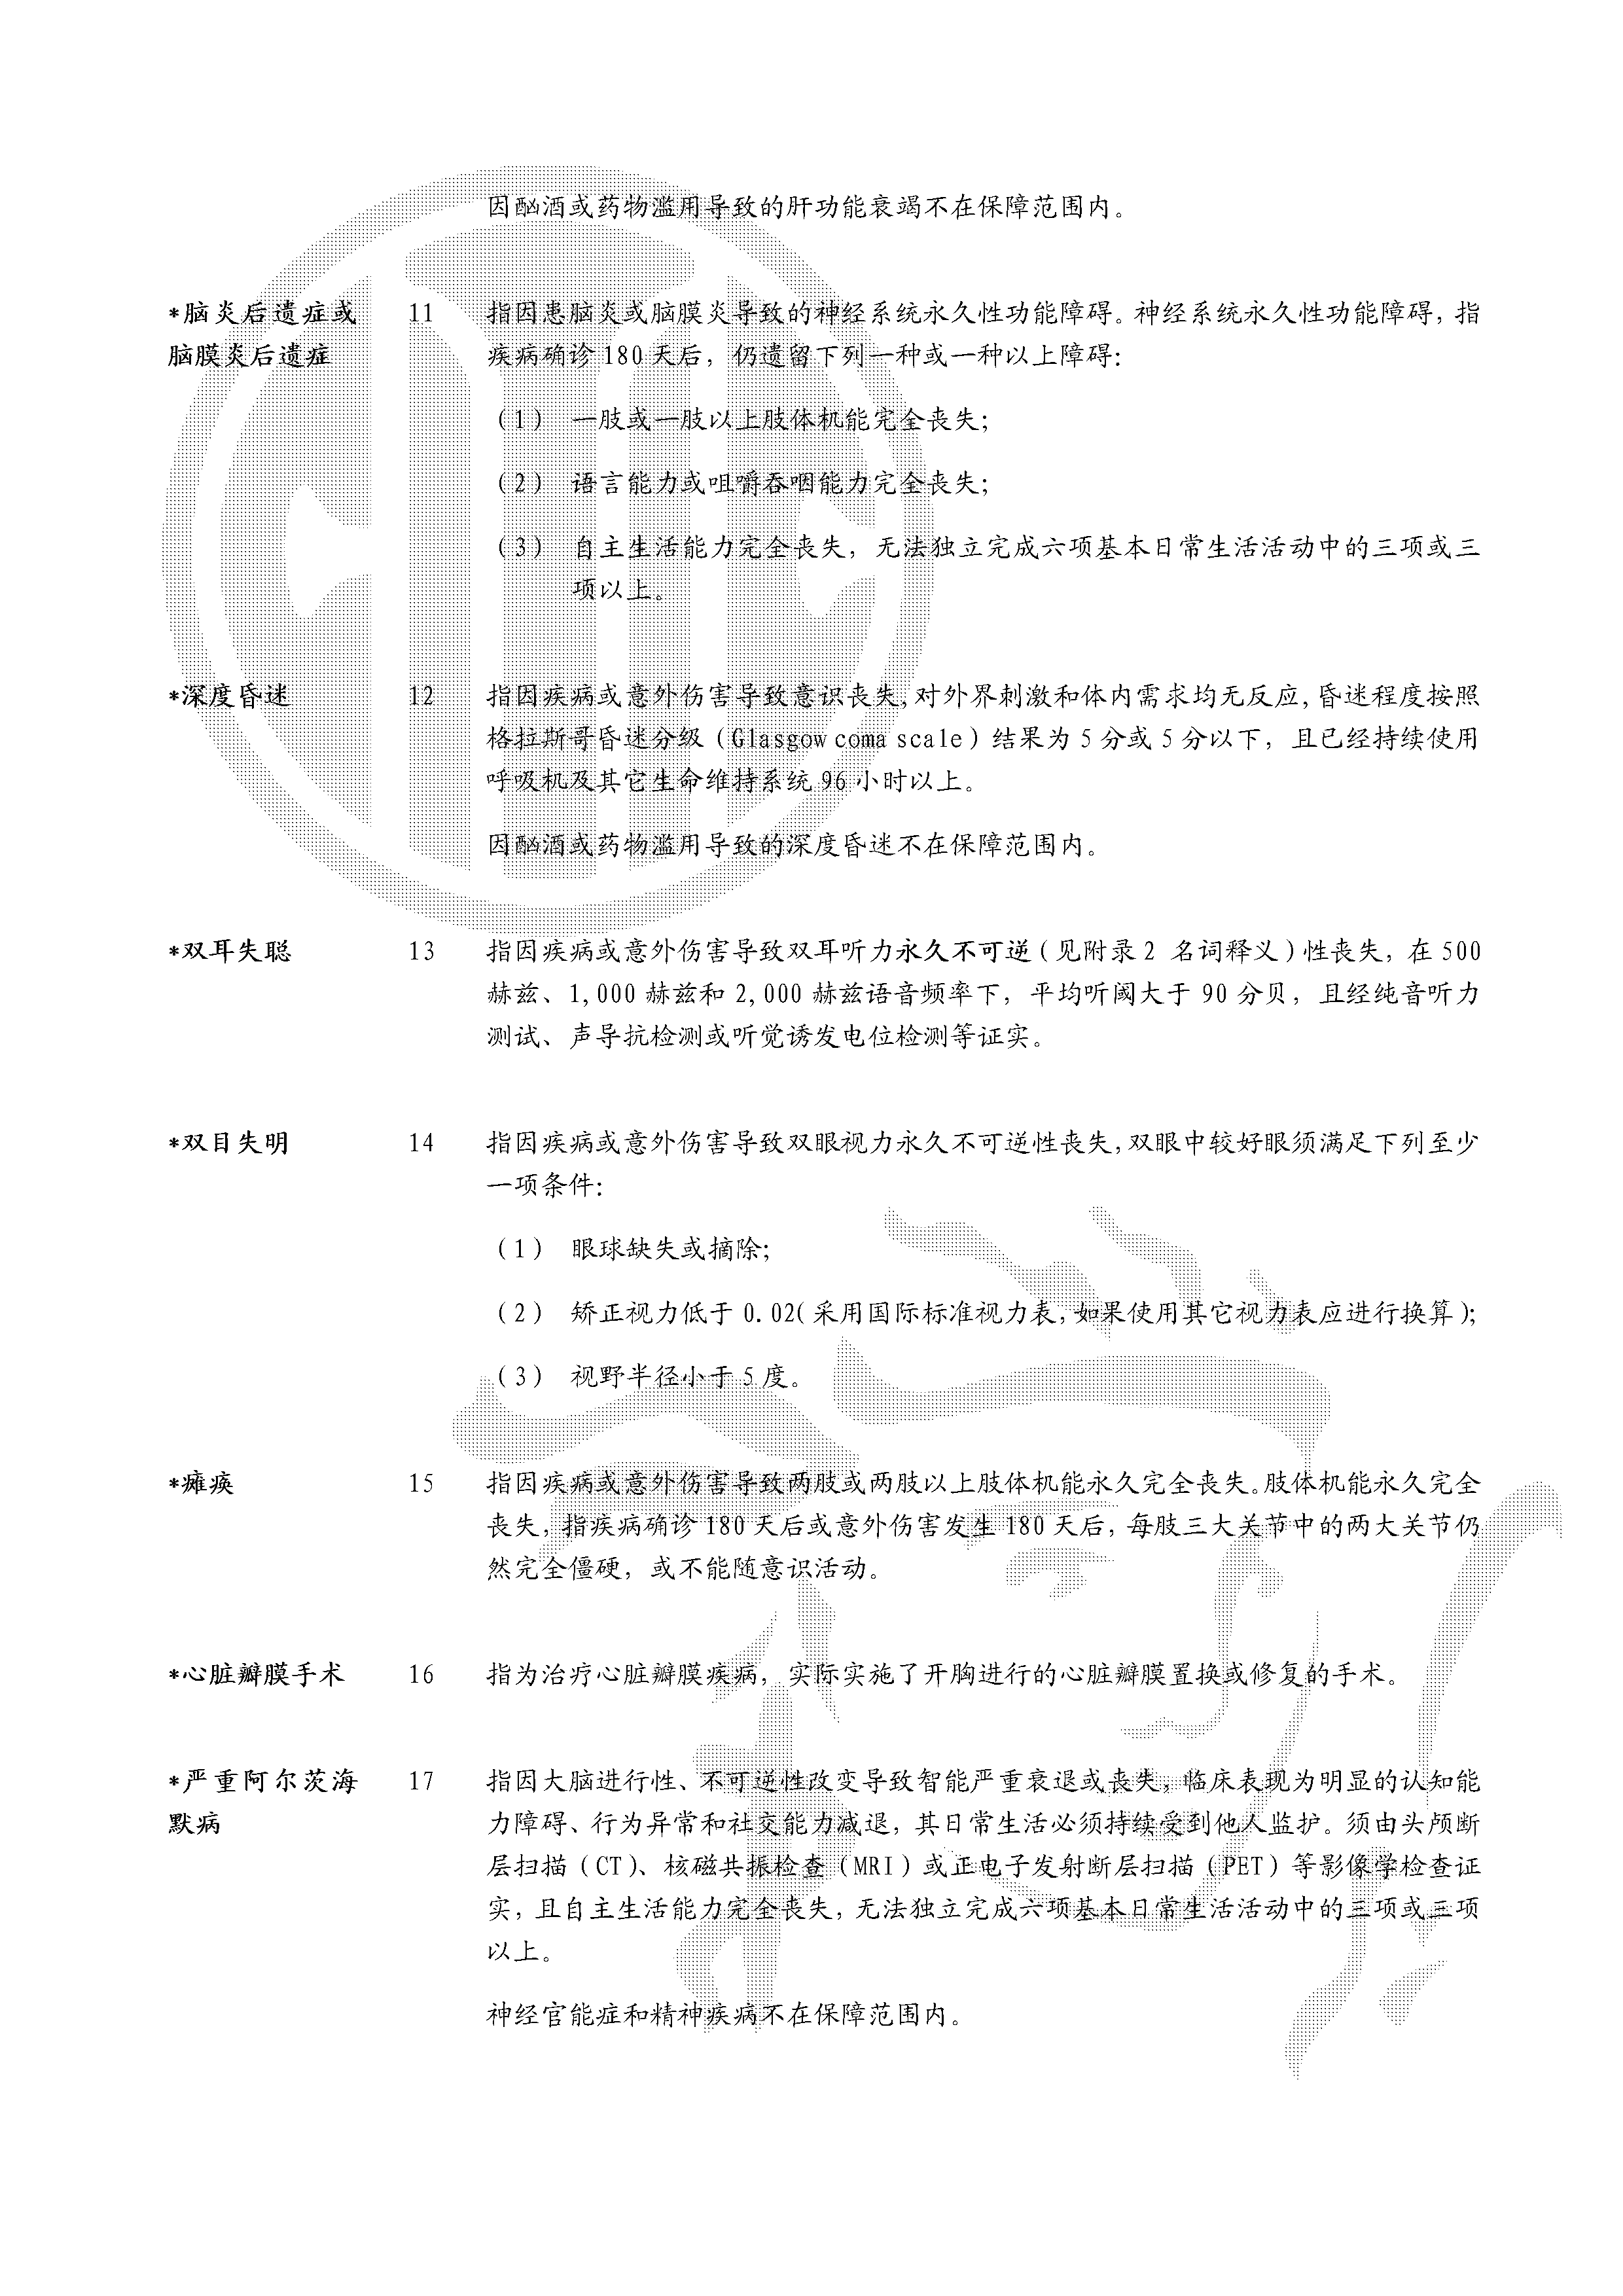 因酗酒或药物滥用导致的肝功能衰竭不在保障范围内。
*脑炎后遗症或 11 指因患脑炎或脑膜炎导致的神经系统永久性功能障碍。神经系统永久性功能障碍，指
脑膜炎后遗症 疾病确诊 180 天后，仍遗留下列一种或一种以上障碍：
（1） 一肢或一肢以上肢体机能完全丧失；
（2） 语言能力或咀嚼吞咽能力完全丧失；
（3） 自主生活能力完全丧失，无法独立完成六项基本日常生活活动中的三项或三
项以上。
*深度昏迷 12 指因疾病或意外伤害导致意识丧失，对外界刺激和体内需求均无反应，昏迷程度按照
格拉斯哥昏迷分级（Glasgow coma scale）结果为 5 分或 5 分以下，且已经持续使用
呼吸机及其它生命维持系统 96 小时以上。
因酗酒或药物滥用导致的深度昏迷不在保障范围内。
*双耳失聪 13 指因疾病或意外伤害导致双耳听力永久不可逆（见附录2 名词释义）性丧失，在 500
赫兹、1,000 赫兹和 2,000 赫兹语音频率下，平均听阈大于 90 分贝，且经纯音听力
测试、声导抗检测或听觉诱发电位检测等证实。
*双目失明 14 指因疾病或意外伤害导致双眼视力永久不可逆性丧失，双眼中较好眼须满足下列至少
一项条件：
（1） 眼球缺失或摘除；
（2） 矫正视力低于 0.02（采用国际标准视力表，如果使用其它视力表应进行换算）；
（3） 视野半径小于 5 度。
*瘫痪 15 指因疾病或意外伤害导致两肢或两肢以上肢体机能永久完全丧失。肢体机能永久完全
丧失，指疾病确诊 180 天后或意外伤害发生 180 天后，每肢三大关节中的两大关节仍
然完全僵硬，或不能随意识活动。
*心脏瓣膜手术 16 指为治疗心脏瓣膜疾病，实际实施了开胸进行的心脏瓣膜置换或修复的手术。
*严重阿尔茨海 17 指因大脑进行性、不可逆性改变导致智能严重衰退或丧失，临床表现为明显的认知能
默病 力障碍、行为异常和社交能力减退，其日常生活必须持续受到他人监护。须由头颅断
层扫描（CT）、核磁共振检查（MRI）或正电子发射断层扫描（PET）等影像学检查证
实，且自主生活能力完全丧失，无法独立完成六项基本日常生活活动中的三项或三项
以上。
神经官能症和精神疾病不在保障范围内。